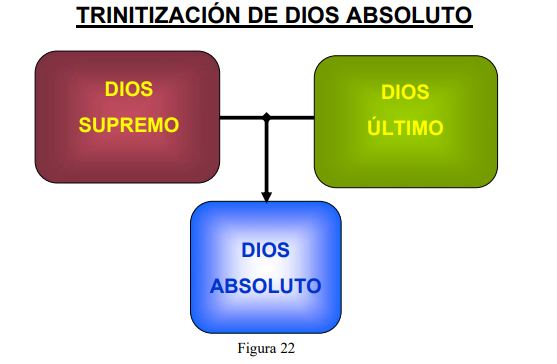 TRINITIZACIÓN DE DIOS ABSOLUTO
DIOS
SUPREMO
DIOS
ÚLTIMO
DIOS
ABSOLUTO
Figura 22